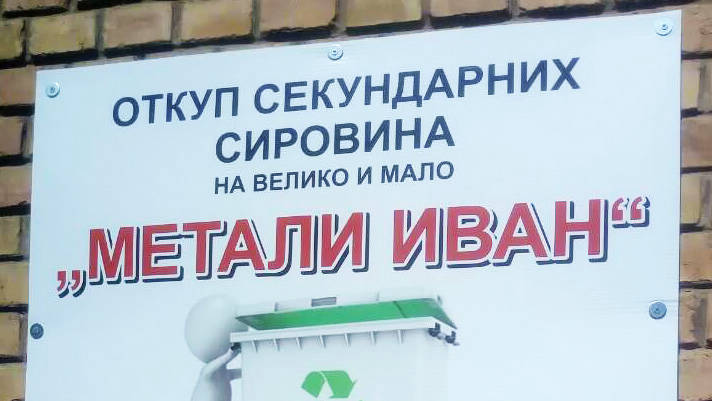 ОТКУП СЕКУНДАРНИХ
СИРОВИНА
НА ВЕЛИКО И МАЛО
„МЕТАЛИ ИВАН“